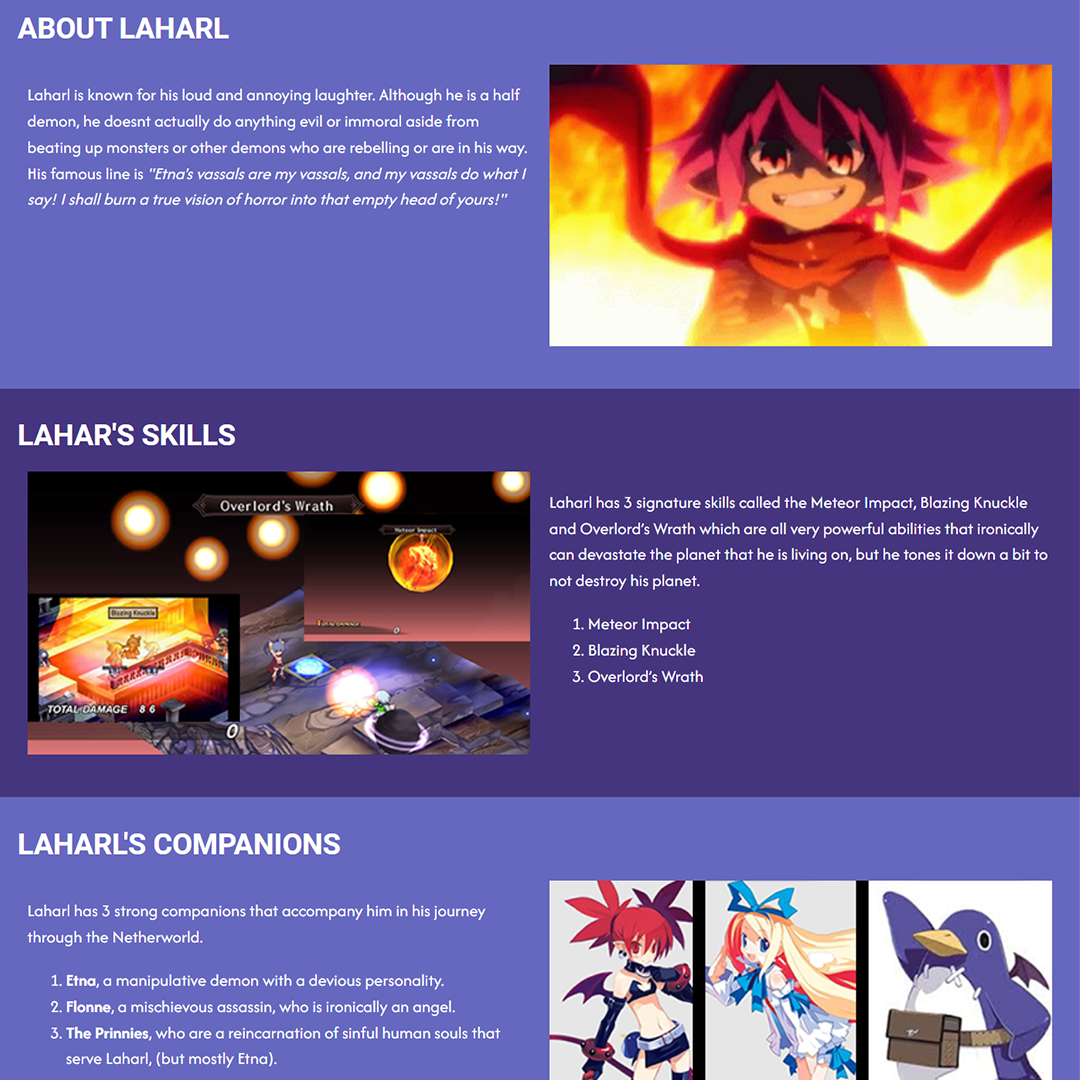 ABOUT LAHARL
Laharl is known for his loud and annoying laughter. Although he is a half
demon, he doesnt actually do anything evil or immoral aside from
beating up monsters or other demons who are rebelling or are in his way.
His famous line is "Etna's vassals are my vassals, and my vassals do what I
say! I shall burn a true vision of horror into that empty head of yours!"
LAHAR'S SKILLS
Overlord's Wrath
Meteor Impact
Blazing Knuckle
TOTAL DAMAGE 86
0
0
Laharl has 3 signature skills called the Meteor Impact, Blazing Knuckle
and Overlord’s Wrath which are all very powerful abilities that ironically
can devastate the planet that he is living on, but he tones it down a bit to
not destroy his planet.
1. Meteor Impact
2. Blazing Knuckle
3. Overlord’s Wrath
LAHARL'S COMPANIONS
Laharl has 3 strong companions that accompany him in his journey
through the Netherworld.
1. Etna, a manipulative demon with a devious personality.
2. Flonne, a mischievous assassin, who is ironically an angel.
3. The Prinnies, who are a reincarnation of sinful human souls that
serve Laharl, (but mostly Etna).